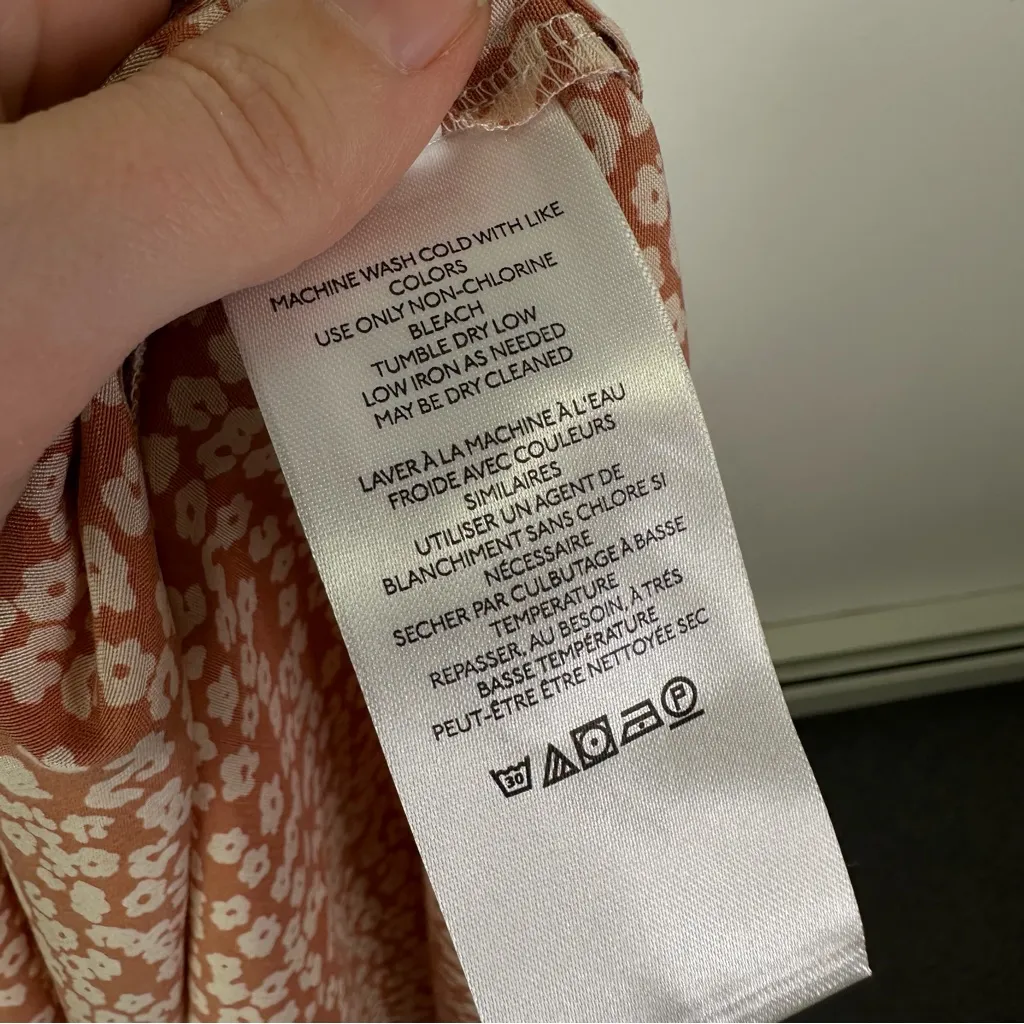 MACHINE WASH COLD WITH LIKE
COLORS
USE ONLY NON-CHLORINE
BLEACH
TUMBLE DRY LOW
LOW IRON AS NEEDED
MAY BE DRY CLEANED
LAVER À LA MACHINE À L'EAU
FROIDE AVEC COULEURS
SIMILAIRES
UTILISER UN AGENT DE
BLANCHIMENT SANS CHLORE SI
NÉCESSAIRE
SECHER PAR CULBUTAGE À BASSE
TEMPERATURE
REPASSER, AU BESOIN, À TRÉS
BASSE TEMPÉRATURE
PEUT-ÊTRE ÊTRE NETTOYÉE SEC
30 P